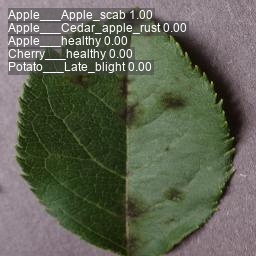 Apple___Apple_scab 1.00
Apple___Cedar_apple_rust 0.00
Apple___healthy 0.00
Cherry___healthy 0.00
Potato___Late_blight 0.00